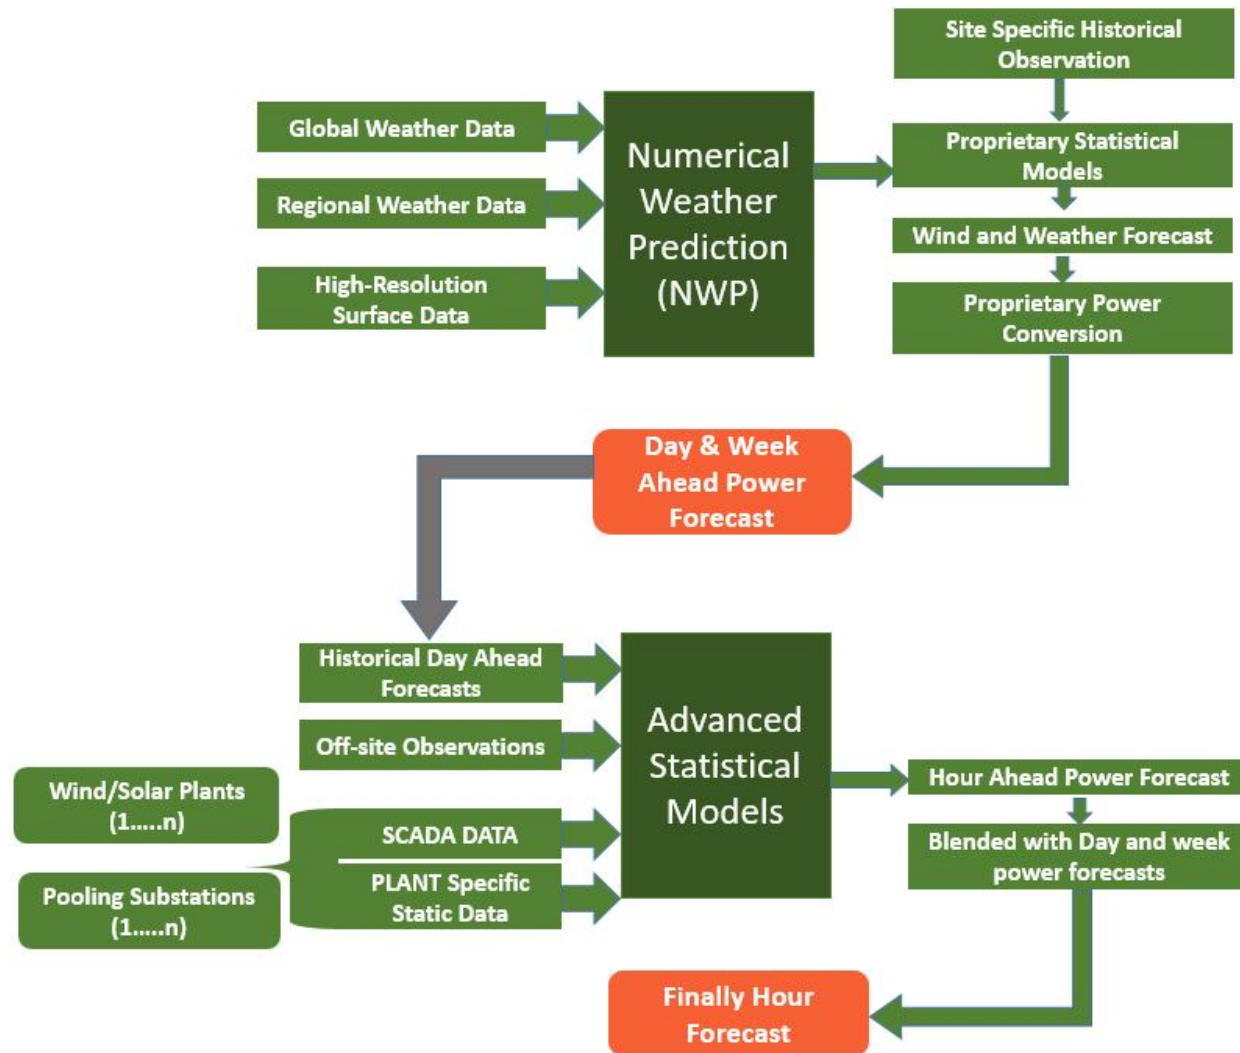 Site Specific Historical
Observation
Global Weather Data
Regional Weather Data
High-Resolution
Surface Data
Numerical
Weather
Prediction
(NWP)
Proprietary Statistical
Models
Wind and Weather Forecast
Proprietary Power
Conversion
Day & Week
Ahead Power
Forecast
Historical Day Ahead
Forecasts
Off-site Observations
Wind/Solar Plants
(1.....n)
Pooling Substations
(1.....n)
SCADA DATA
PLANT Specific
Static Data
Advanced
Statistical
Models
Hour Ahead Power Forecast
Blended with Day and week
power forecasts
Finally Hour
Forecast